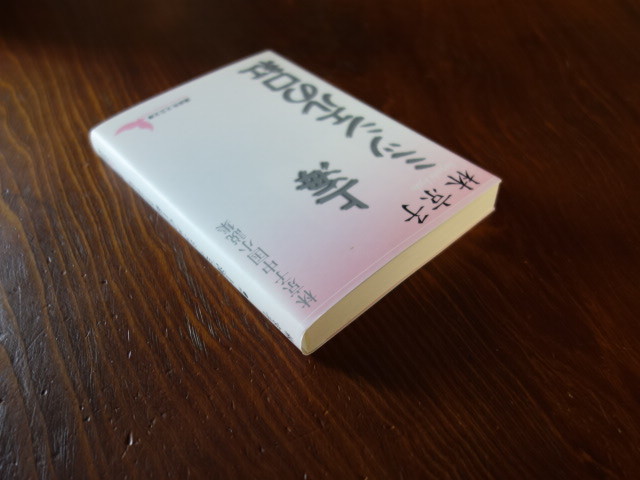 上海
ミッシェルの口紅
林京子中国小説集
林京子